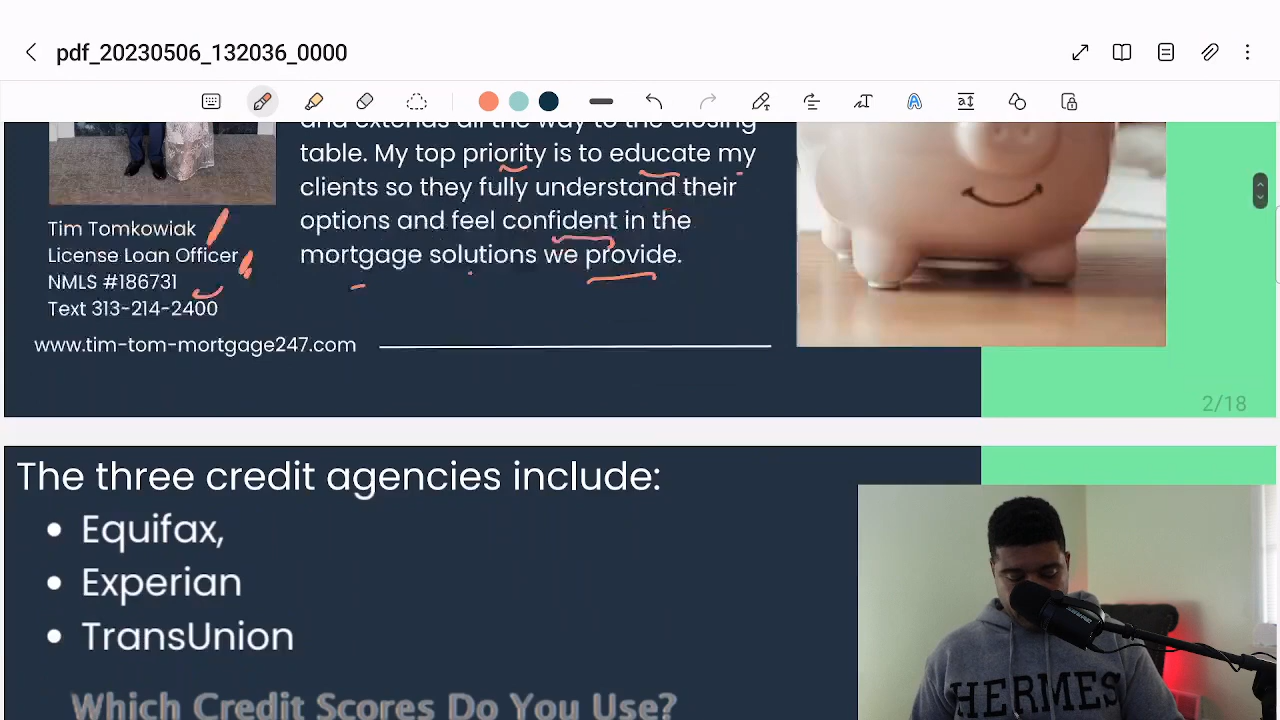 pdf_20230506_132036_0000
and extends all the way to the closing
table. My top priority is to educate my
clients so they fully understand their
options and feel confident in the
mortgage solutions we provide.
Tim Tomkowiak
License Loan Officer
NMLS #186731
Text 313-214-2400
www.tim-tom-mortgage247.com
2/18
The three credit agencies include:
• Equifax,
• Experian
• TransUnion
Which Credit Scores Do You Use?
HERMES